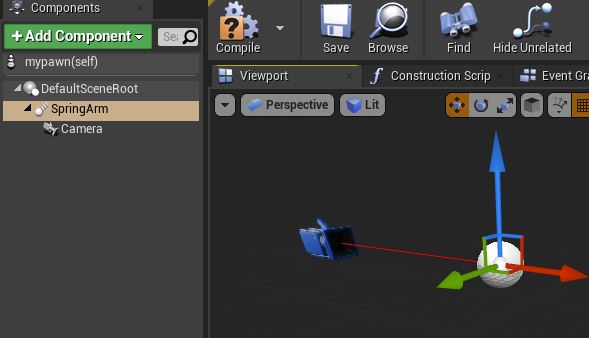 Components
+Add Component
Sea
mypawn(self)
DefaultSceneRoot
SpringArm
Camera
Compile
Save
Browse
Find
Hide Unrelated
Viewport
Construction Scrip
Event Gra
Perspective
Lit